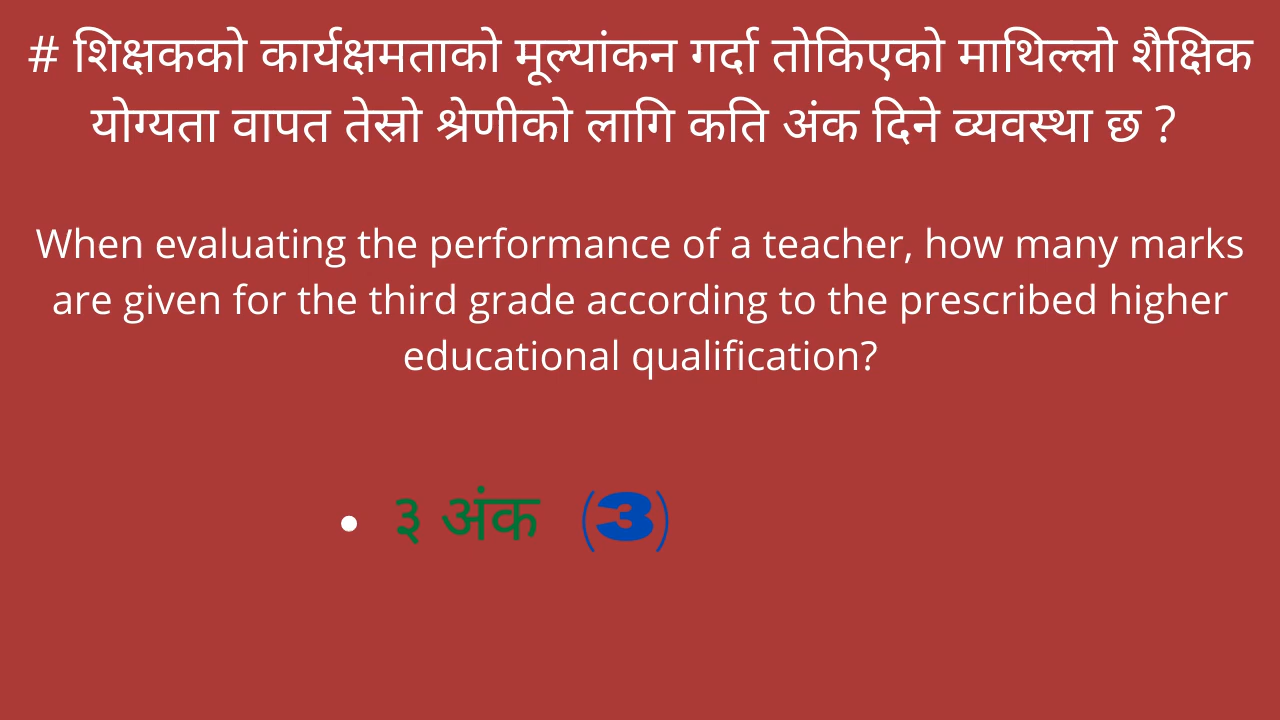 # शिक्षकको कार्यक्षमताको मूल्यांकन गर्दा तोकिएको माथिल्लो शैक्षिक
योग्यता वापत तेस्रो श्रेणीको लागि कति अंक दिने व्यवस्था छ ?
When evaluating the performance of a teacher, how many marks
are given for the third grade according to the prescribed higher
educational qualification?
• ३ अंक (3)